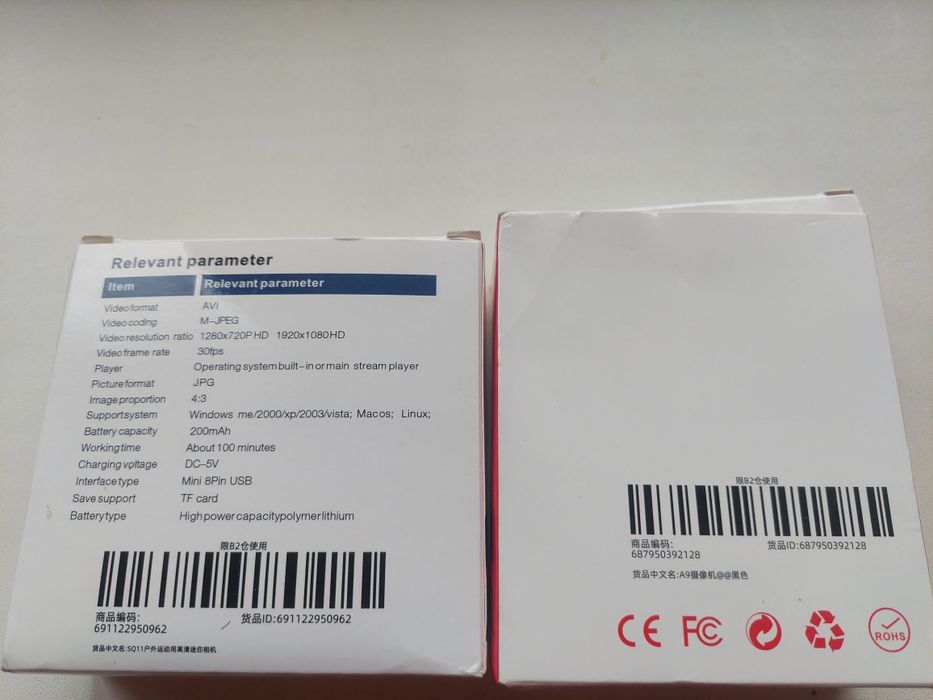 Relevant parameter
Item Relevant parameter
Video format AVI
Video coding M-JPEG
Video resolution ratio 1280x720P HD 1920x1080HD
Video frame rate 30fps
Player Operating system built-in or main stream player
Picture format JPG
Image proportion 4:3
Support system Windows me/2000/xp/2003/vista; Macos; Linux;
Battery capacity 200mAh
Working time About 100 minutes
Charging voltage DC-5V
Interface type Mini 8Pin USB
Save support TF card
Battery type High power capacity polymer lithium
限B2仓使用
商品编码: 货品ID:691122950962
691122950962
货品中文名:SQ11户外运动用高清迷你相机
限B2仓使用
商品编码: 货品ID:687950392128
687950392128
货品中文名:A9摄像机@@黑色
CE FC ROHS